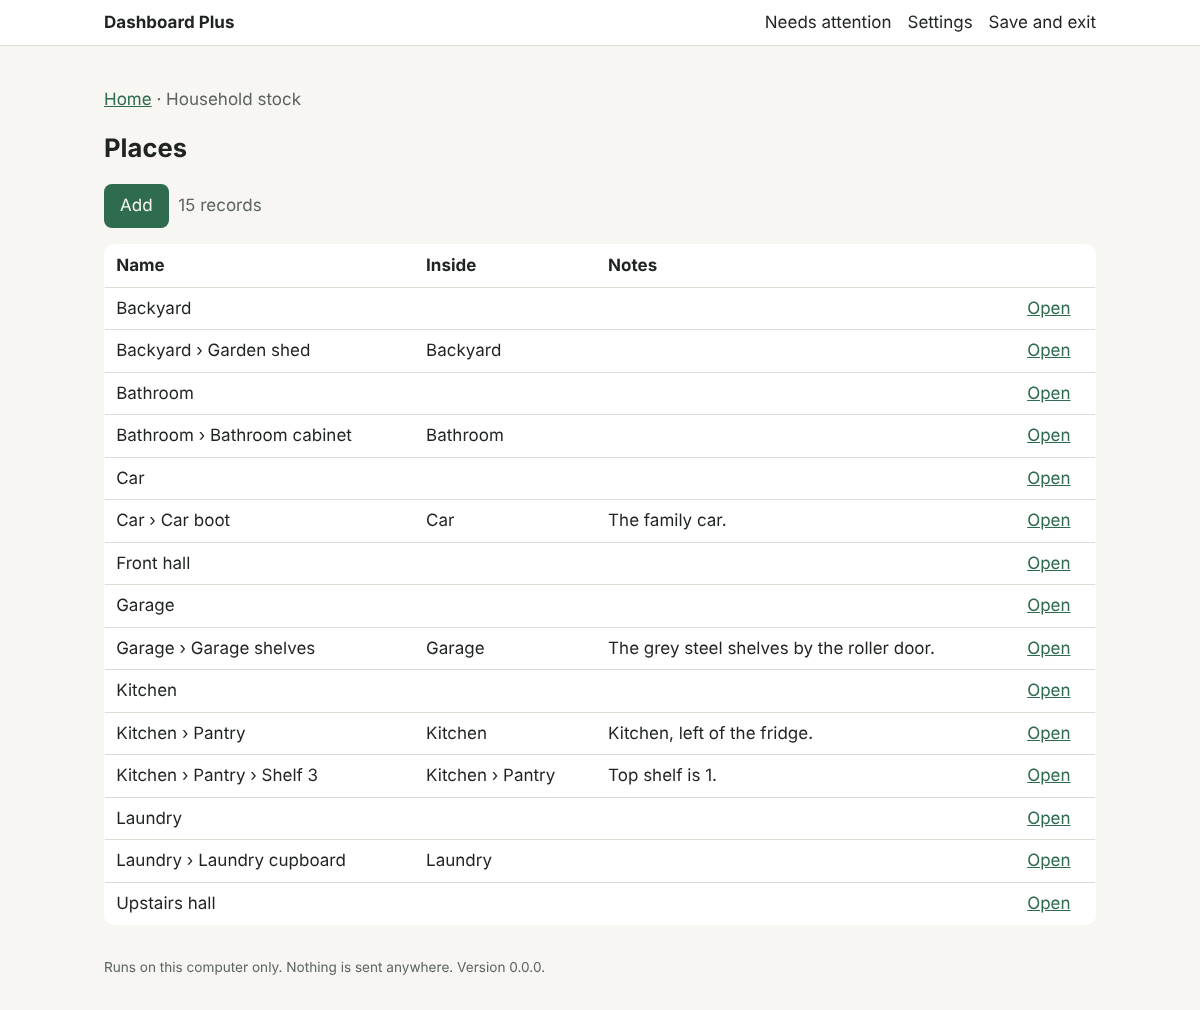 Dashboard Plus
Needs attention Settings Save and exit
Home · Household stock
Places
Add 15 records
Name Inside Notes
Backyard Open
Backyard › Garden shed Backyard Open
Bathroom Open
Bathroom › Bathroom cabinet Bathroom Open
Car Open
Car › Car boot Car The family car. Open
Front hall Open
Garage Open
Garage › Garage shelves Garage The grey steel shelves by the roller door. Open
Kitchen Open
Kitchen › Pantry Kitchen Kitchen, left of the fridge. Open
Kitchen › Pantry › Shelf 3 Kitchen › Pantry Top shelf is 1. Open
Laundry Open
Laundry › Laundry cupboard Laundry Open
Upstairs hall Open
Runs on this computer only. Nothing is sent anywhere. Version 0.0.0.